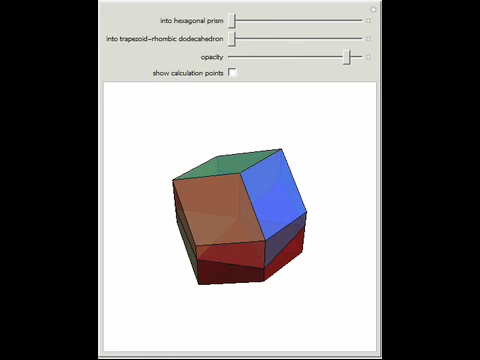 into hexagonal prism
into trapezoid-rhombic dodecahedron
opacity
show calculation points